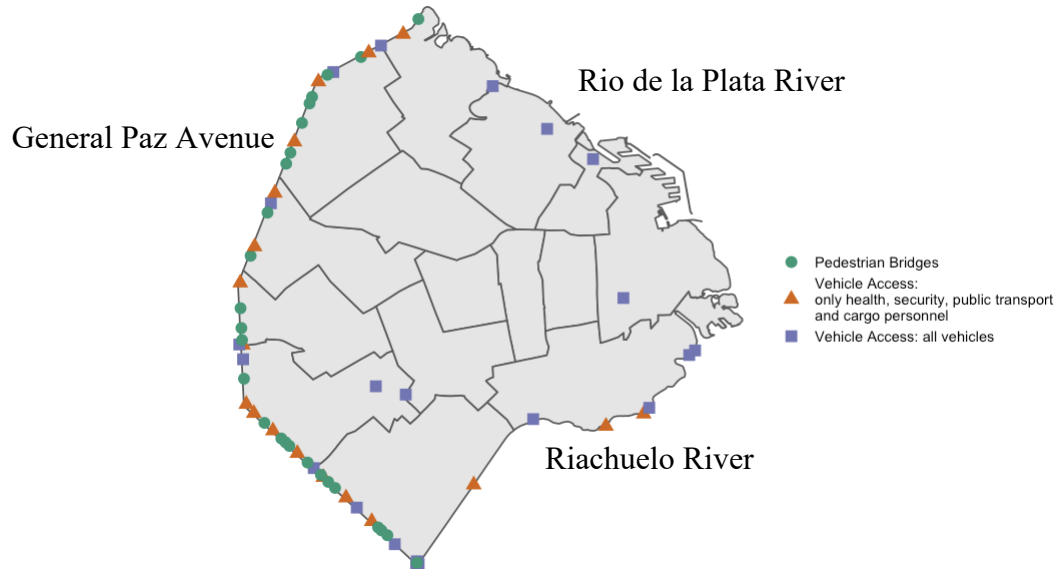 Rio de la Plata River
General Paz Avenue
Pedestrian Bridges
Vehicle Access:
only health, security, public transport
and cargo personnel
Vehicle Access: all vehicles
Riachuelo River